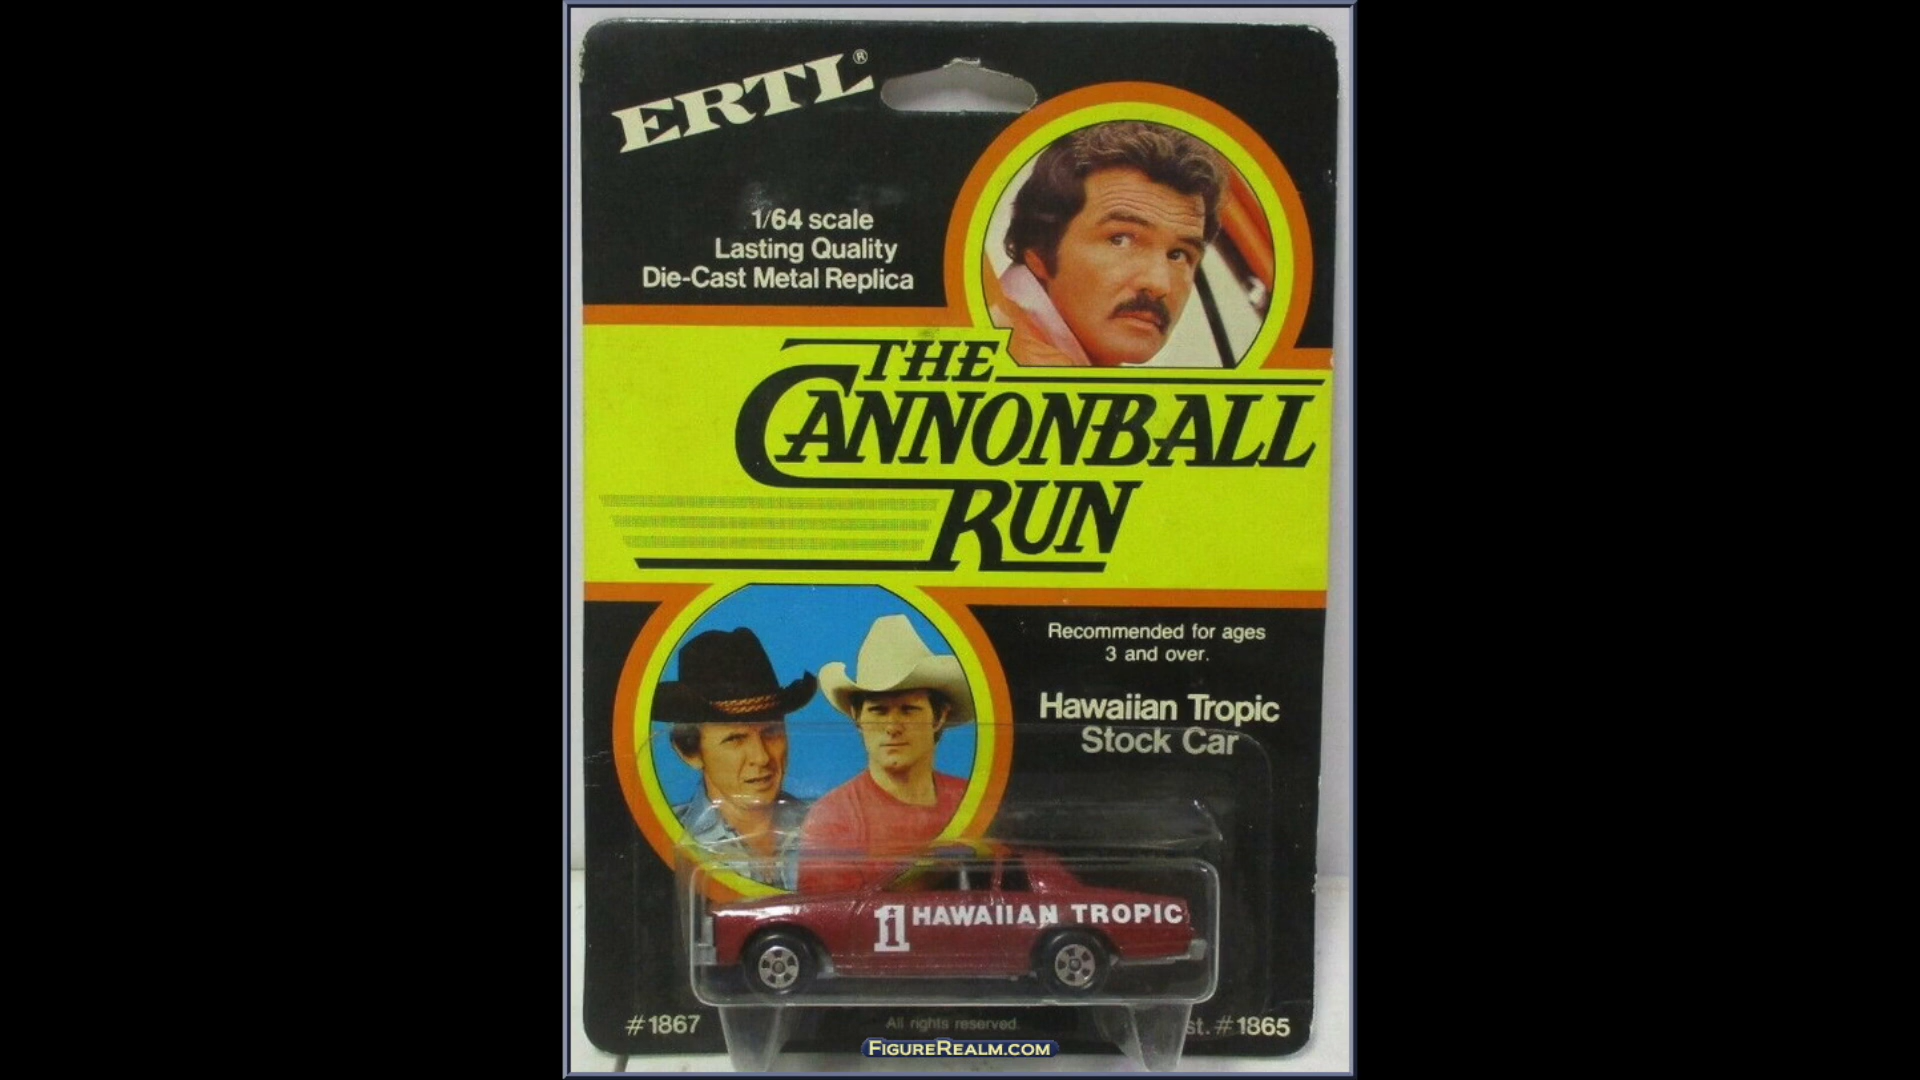 ERTL®
1/64 scale
Lasting Quality
Die-Cast Metal Replica
THE
CANNONBALL
RUN
Recommended for ages
3 and over.
Hawaiian Tropic
Stock Car
1 HAWAIIAN TROPIC
#1867
All rights reserved.
st. #1865
FIGUREREALM.COM